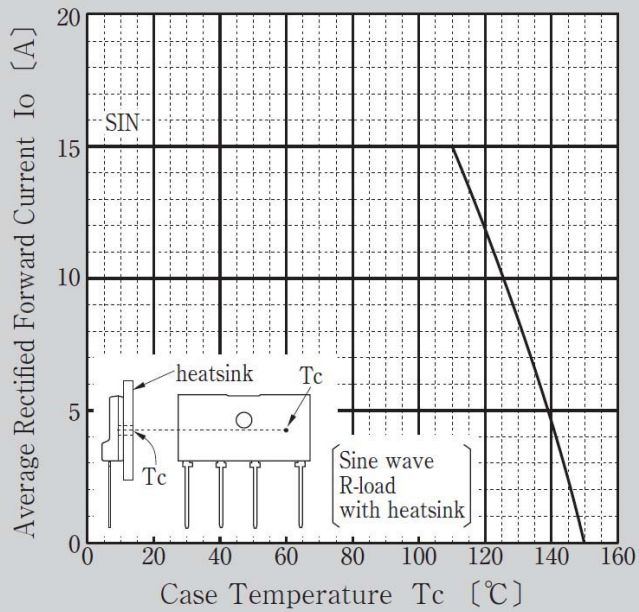 Average Rectified Forward Current Io 〔A〕
20
15
10
5
0
SIN
heatsink
Tc
Tc
Sine wave
R-load
with heatsink
0 20 40 60 80 100 120 140 160
Case Temperature Tc 〔℃〕